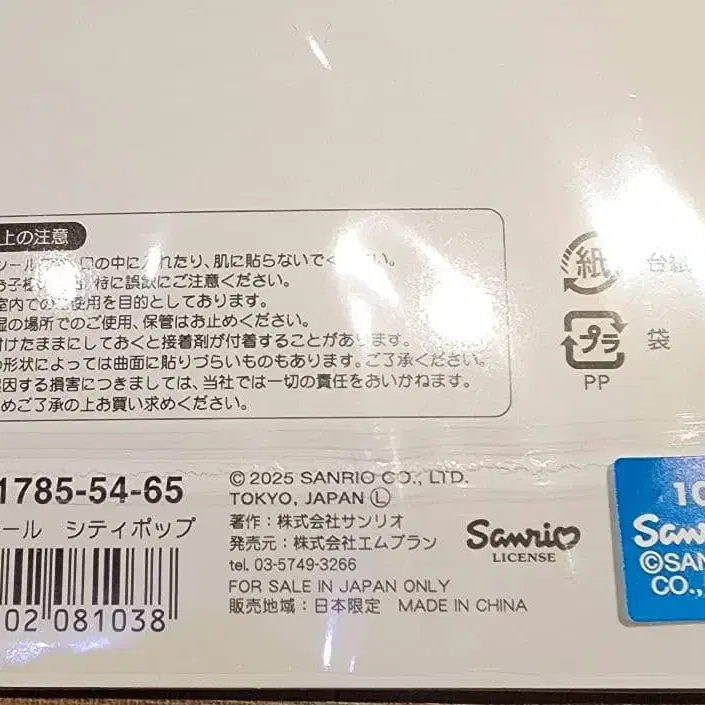 上の注意
の中に入れたり、肌に貼らないで ください。
特に誤飲にご注意ください。
室内でのご使用を目的としております。
湿の場所でのご使用、保管はお止めください。
付けたままにしておくと接着剤が付着することがあります。
の形状によっては曲面に貼りづらいものもあります。ご了承ください。
起因する損害につきましては、当社では一切の責任をおいかねます。
めご了承の上お買い求めください。
紙 台紙
プラ 袋
PP
1785-54-65
ール シティポップ
02 081038
© 2025 SANRIO CO., LTD.
TOKYO, JAPAN Ⓛ
著作：株式会社サンリオ
発売元：株式会社エムプラン
tel. 03-5749-3266
FOR SALE IN JAPAN ONLY
販売地域：日本限定 MADE IN CHINA
Sanrio
LICENSE
10
San
©SAN
CO.,